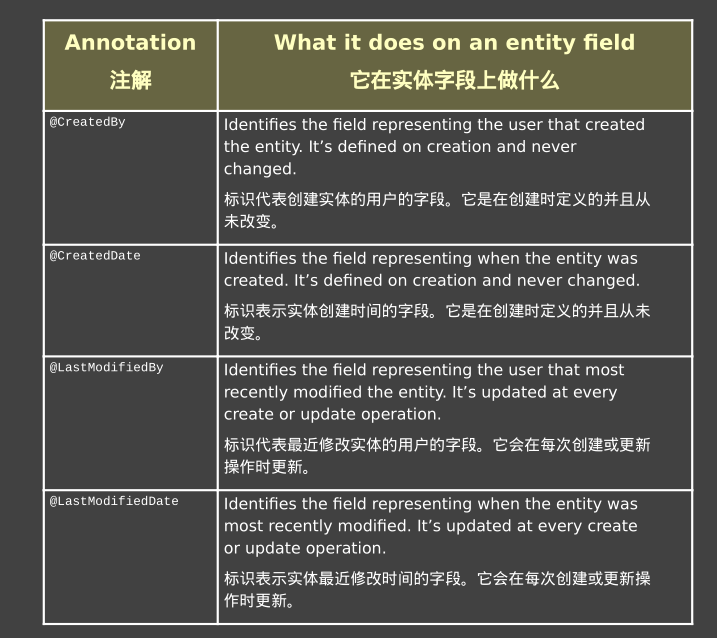 Annotation
注解
What it does on an entity field
它在实体字段上做什么
@CreatedBy
Identifies the field representing the user that created
the entity. It’s defined on creation and never
changed.
标识代表创建实体的用户的字段。它是在创建时定义的并且从
未改变。
@CreatedDate
Identifies the field representing when the entity was
created. It’s defined on creation and never changed.
标识表示实体创建时间的字段。它是在创建时定义的并且从未
改变。
@LastModifiedBy
Identifies the field representing the user that most
recently modified the entity. It’s updated at every
create or update operation.
标识代表最近修改实体的用户的字段。它会在每次创建或更新
操作时更新。
@LastModifiedDate
Identifies the field representing when the entity was
most recently modified. It’s updated at every create
or update operation.
标识表示实体最近修改时间的字段。它会在每次创建或更新操
作时更新。